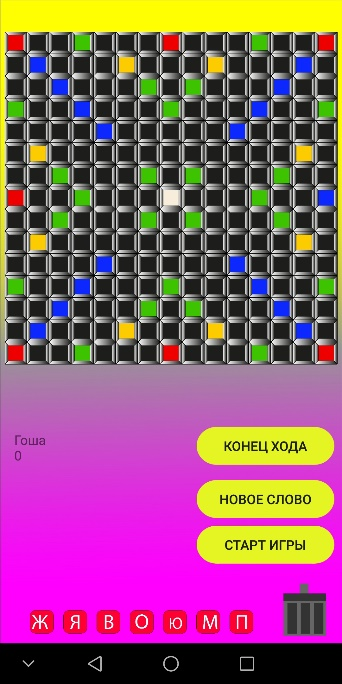 Гоша
0
КОНЕЦ ХОДА
НОВОЕ СЛОВО
СТАРТ ИГРЫ
Ж Я В О ю М П